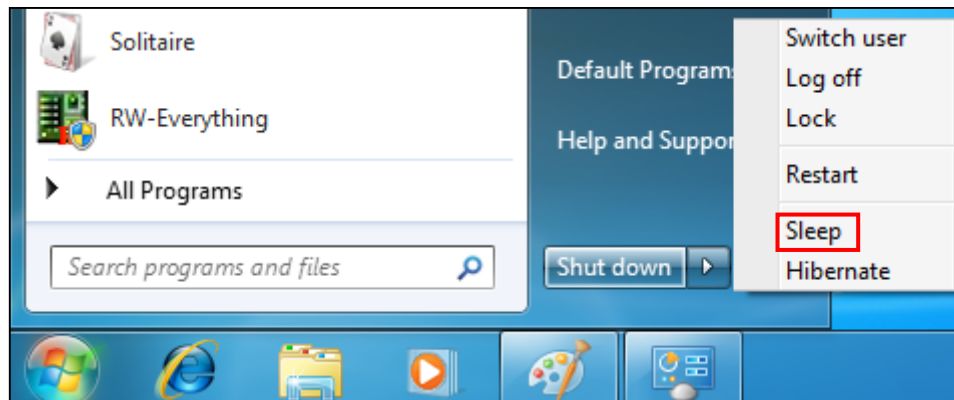 Solitaire
RW-Everything
All Programs
Search programs and files
Default Program
Help and Suppor
Shut down
Switch user
Log off
Lock
Restart
Sleep
Hibernate